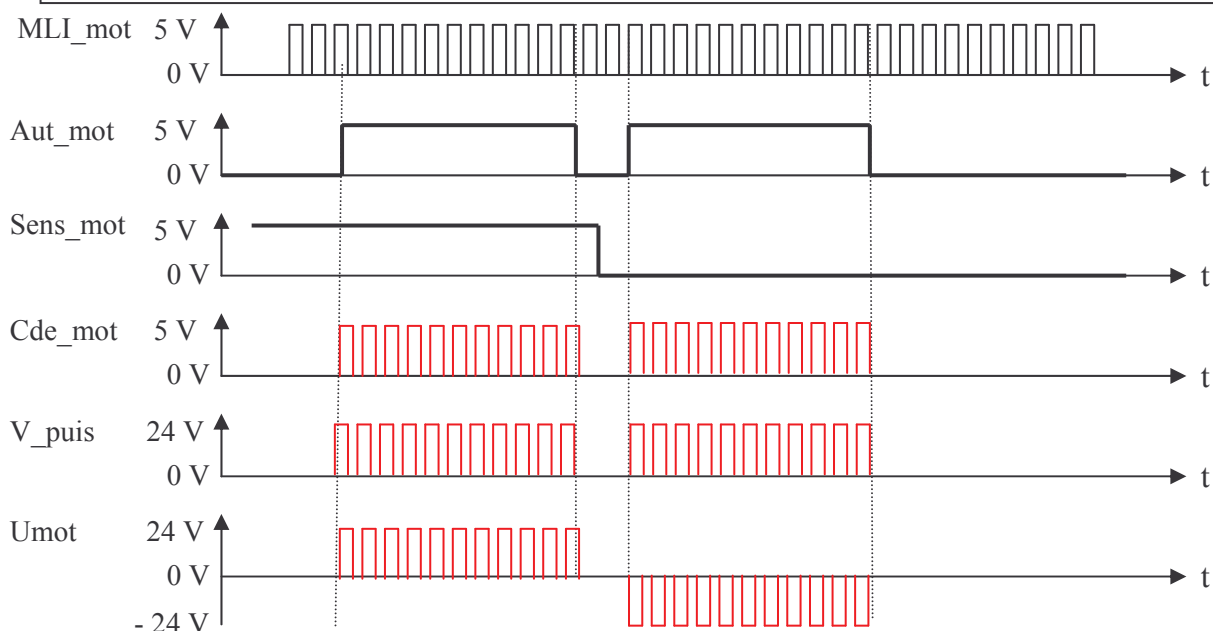 MLI_mot 5 V
0 V
t
Aut_mot 5 V
0 V
t
Sens_mot 5 V
0 V
t
Cde_mot 5 V
0 V
t
V_puis 24 V
0 V
t
Umot 24 V
0 V
t
- 24 V